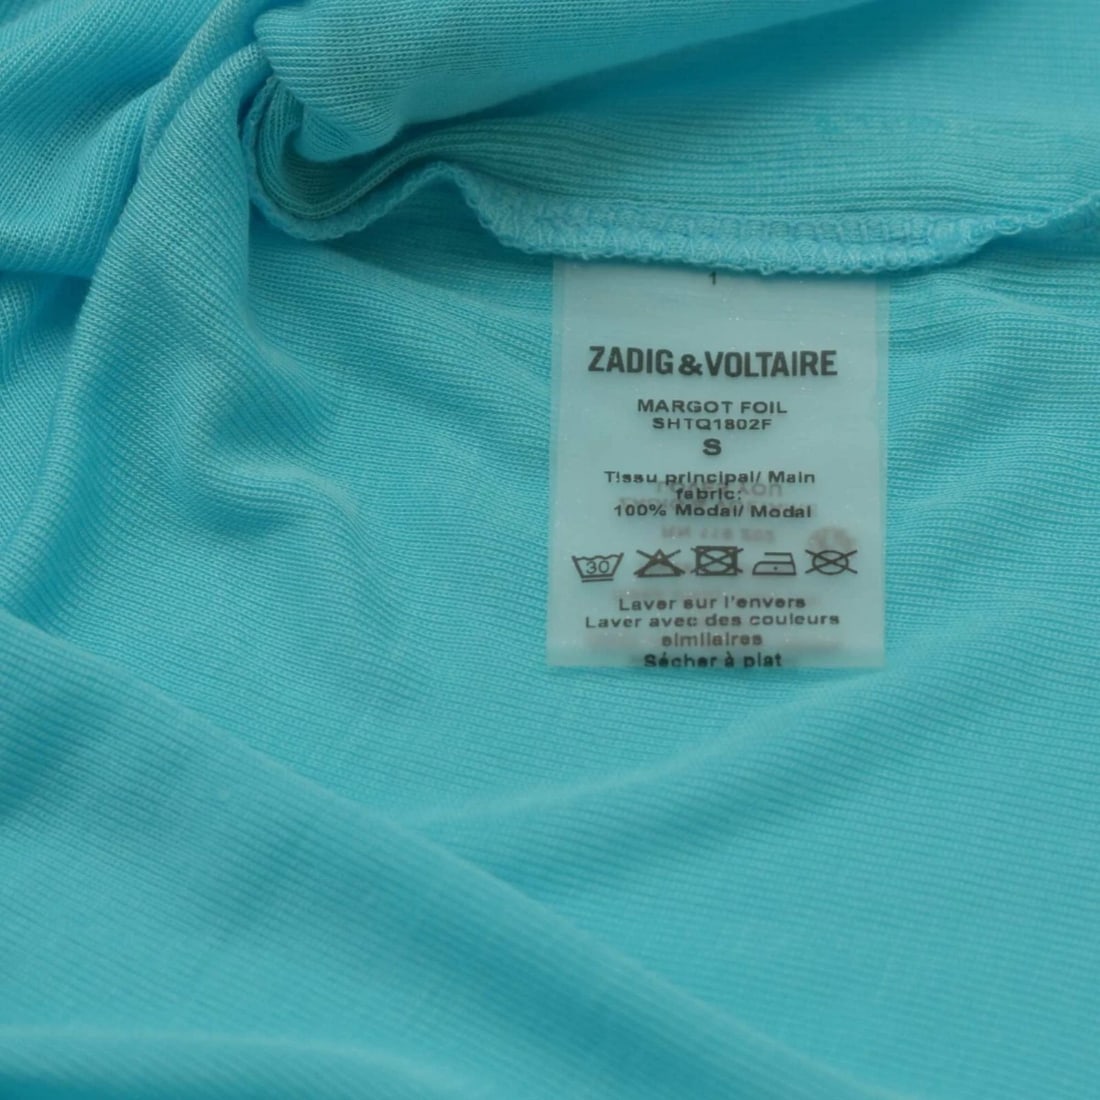 1
ZADIG & VOLTAIRE
MARGOT FOIL
SHTQ1802F
S
Tissu principal/ Main
fabric:
100% Modal/ Modal
30
Laver sur l'envers
Laver avec des couleurs
similaires
Sécher à plat